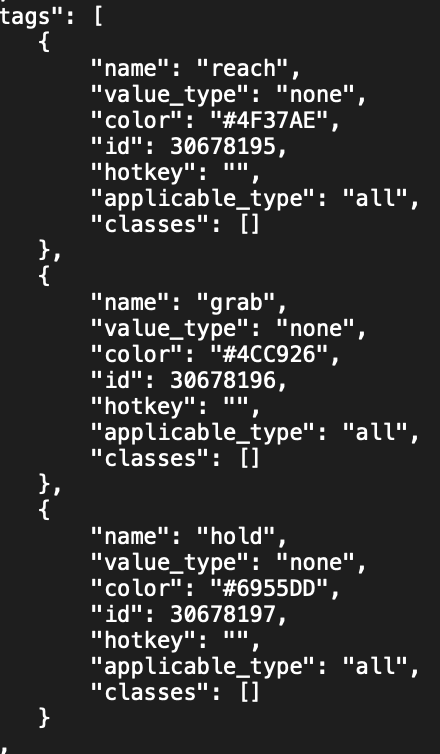 tags": [
    {
        "name": "reach",
        "value_type": "none",
        "color": "#4F37AE",
        "id": 30678195,
        "hotkey": "",
        "applicable_type": "all",
        "classes": []
    },
    {
        "name": "grab",
        "value_type": "none",
        "color": "#4CC926",
        "id": 30678196,
        "hotkey": "",
        "applicable_type": "all",
        "classes": []
    },
    {
        "name": "hold",
        "value_type": "none",
        "color": "#6955DD",
        "id": 30678197,
        "hotkey": "",
        "applicable_type": "all",
        "classes": []
    }
,